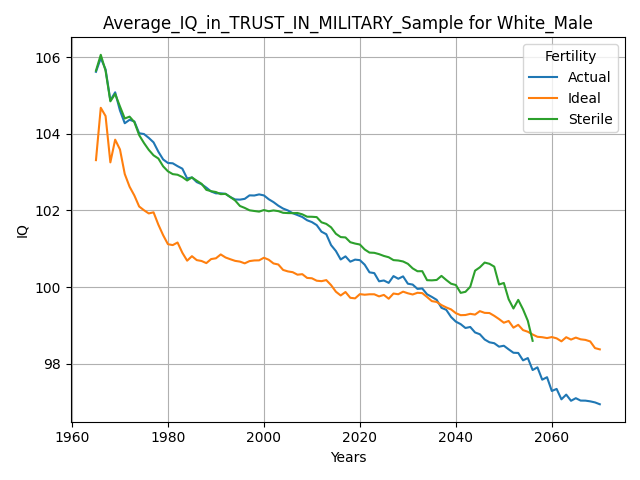 Average_IQ_in_TRUST_IN_MILITARY_Sample for White_Male
Fertility
Actual
Ideal
Sterile
IQ
106
104
102
100
98
1960
1980
2000
2020
2040
2060
Years